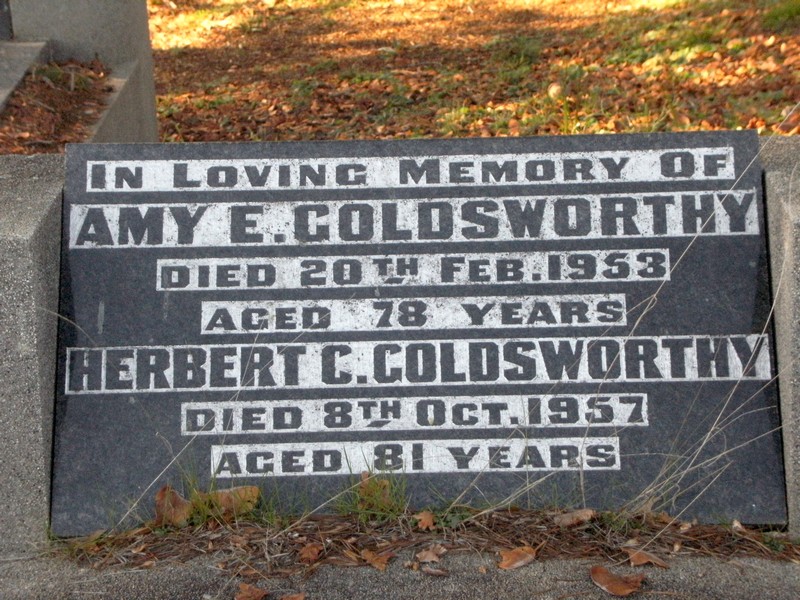 IN LOVING MEMORY OF
AMY E. GOLDSWORTHY
DIED 20TH FEB. 1953
AGED 78 YEARS
HERBERT C. GOLDSWORTHY
DIED 8TH OCT. 1957
AGED 81 YEARS